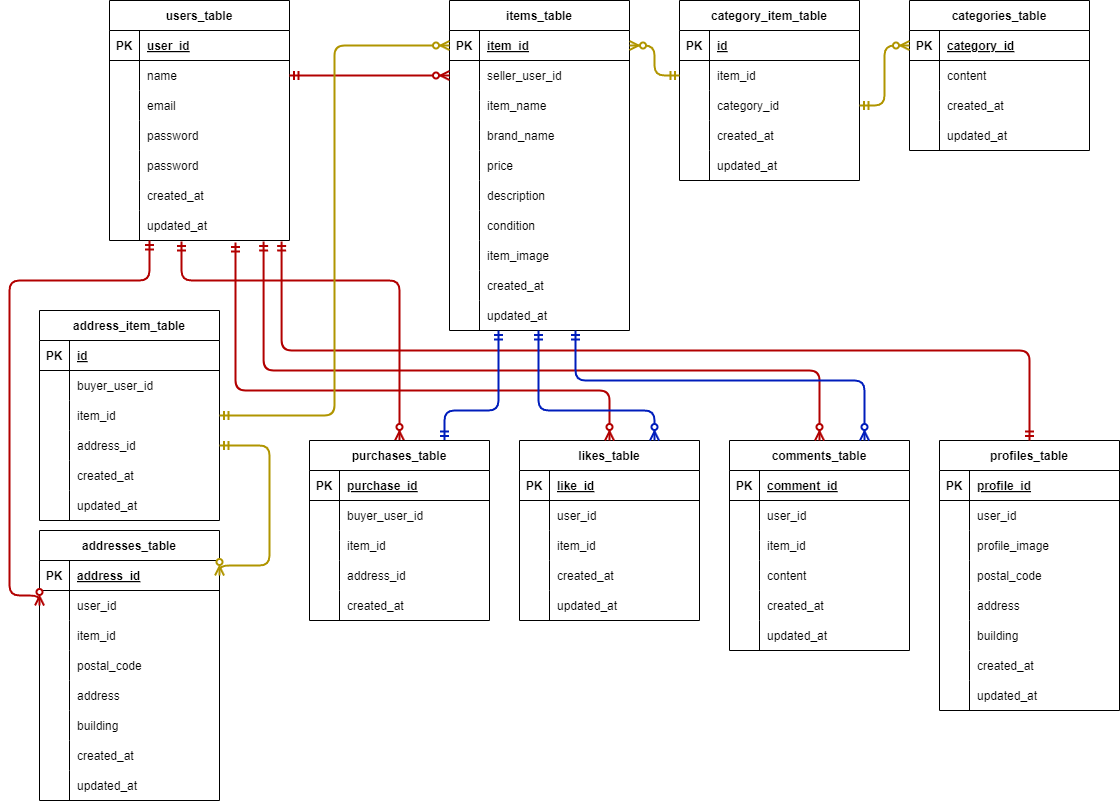 users_table
PK user_id
name
email
password
password
created_at
updated_at
items_table
PK item_id
seller_user_id
item_name
brand_name
price
description
condition
item_image
created_at
updated_at
category_item_table
PK id
item_id
category_id
created_at
updated_at
categories_table
PK category_id
content
created_at
updated_at
address_item_table
PK id
buyer_user_id
item_id
address_id
created_at
updated_at
addresses_table
PK address_id
user_id
item_id
postal_code
address
building
created_at
updated_at
purchases_table
PK purchase_id
buyer_user_id
item_id
address_id
created_at
likes_table
PK like_id
user_id
item_id
created_at
updated_at
comments_table
PK comment_id
user_id
item_id
content
created_at
updated_at
profiles_table
PK profile_id
user_id
profile_image
postal_code
address
building
created_at
updated_at